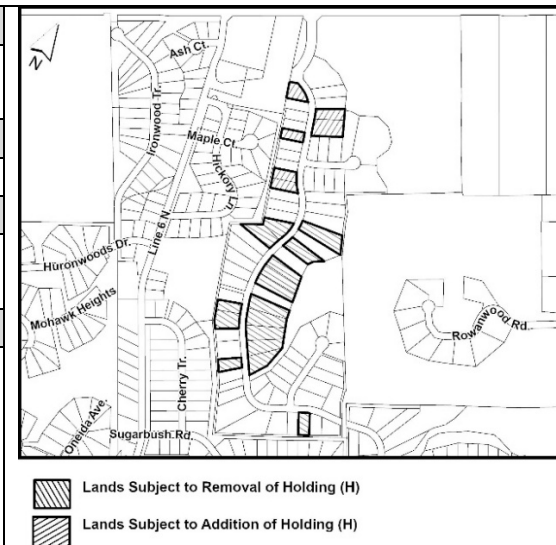 N
Ash Ct.
Ironwood Tr.
Maple Ct.
Hickory Ln.
Line 6 N.
Huronwoods Dr.
Mohawk Heights
Rowanwood Rd.
Cherry Tr.
Oneida Ave.
Sugarbush Rd.
Lands Subject to Removal of Holding (H)
Lands Subject to Addition of Holding (H)